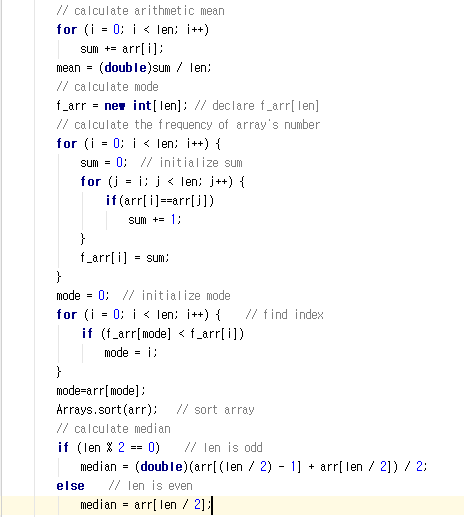 // calculate arithmetic mean
for (i = 0; i < len; i++)
sum += arr[i];
mean = (double)sum / len;
// calculate mode
f_arr = new int[len]; // declare f_arr[len]
// calculate the frequency of array's number
for (i = 0; i < len; i++) {
sum = 0; // initialize sum
for (j = i; j < len; j++) {
if(arr[i]==arr[j])
sum += 1;
}
f_arr[i] = sum;
}
mode = 0; // initialize mode
for (i = 0; i < len; i++) { // find index
if (f_arr[mode] < f_arr[i])
mode = i;
}
mode=arr[mode];
Arrays.sort(arr); // sort array
// calculate median
if (len % 2 == 0) // len is odd
median = (double)(arr[(len / 2) - 1] + arr[len / 2]) / 2;
else // len is even
median = arr[len / 2];